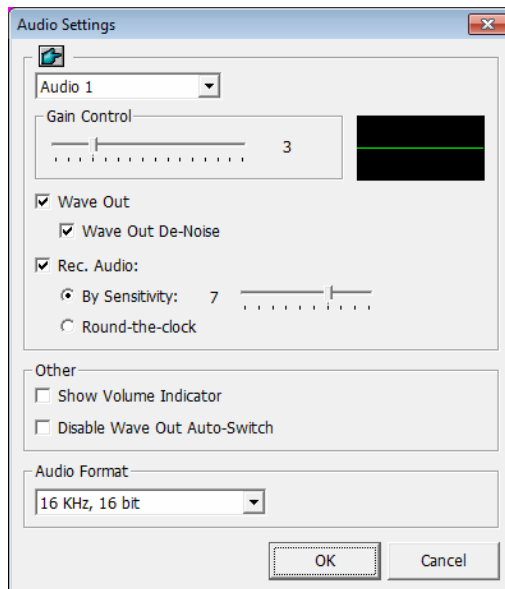 Audio Settings
Audio 1
Gain Control
3
Wave Out
Wave Out De-Noise
Rec. Audio:
By Sensitivity: 7
Round-the-clock
Other
Show Volume Indicator
Disable Wave Out Auto-Switch
Audio Format
16 KHz, 16 bit
OK Cancel